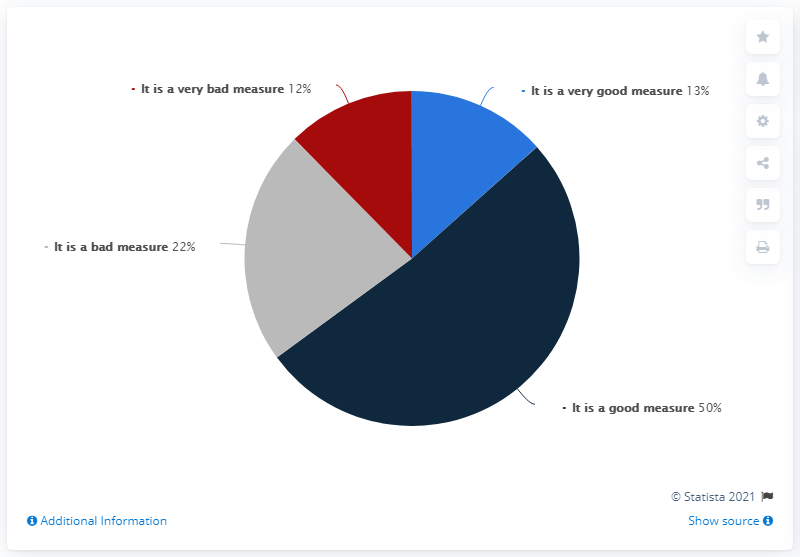 It is a very bad measure 12%
It is a very good measure 13%
It is a bad measure 22%
It is a good measure 50%
© Statista 2021
Additional Information
Show source